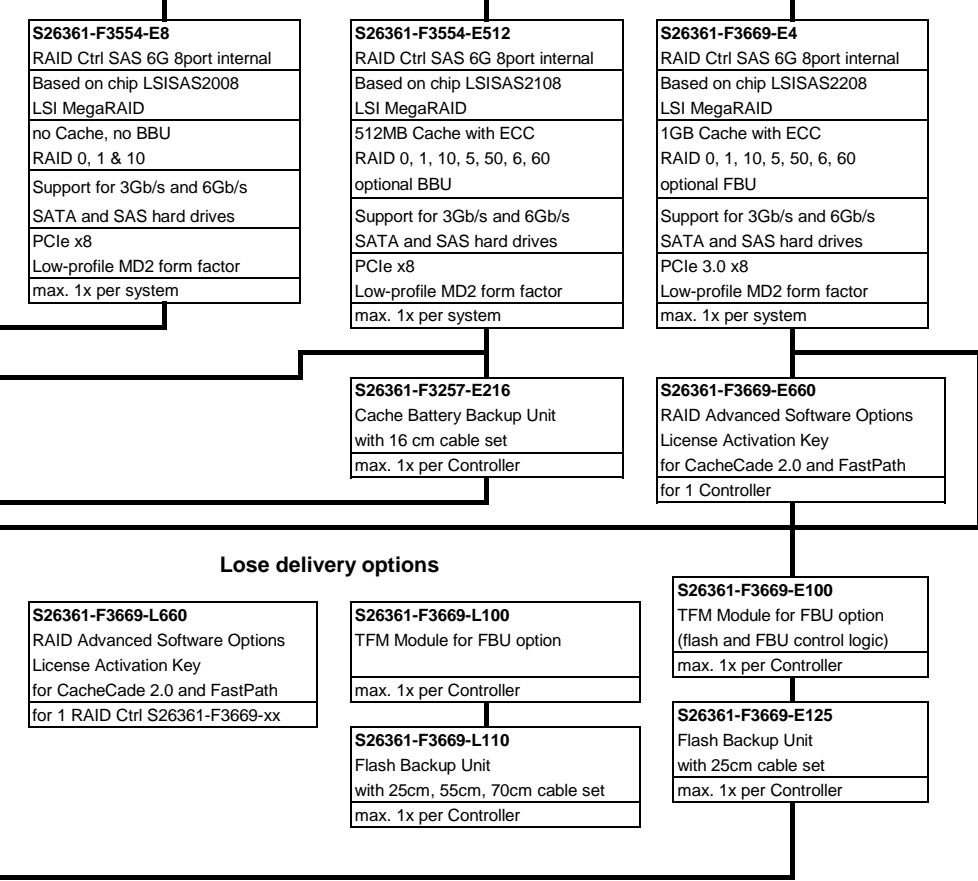 S26361-F3554-E8
RAID Ctrl SAS 6G 8port internal
Based on chip LSISAS2008
LSI MegaRAID
no Cache, no BBU
RAID 0, 1 & 10
Support for 3Gb/s and 6Gb/s
SATA and SAS hard drives
PCIe x8
Low-profile MD2 form factor
max. 1x per system
S26361-F3554-E512
RAID Ctrl SAS 6G 8port internal
Based on chip LSISAS2108
LSI MegaRAID
512MB Cache with ECC
RAID 0, 1, 10, 5, 50, 6, 60
optional BBU
Support for 3Gb/s and 6Gb/s
SATA and SAS hard drives
PCIe x8
Low-profile MD2 form factor
max. 1x per system
S26361-F3669-E4
RAID Ctrl SAS 6G 8port internal
Based on chip LSISAS2208
LSI MegaRAID
1GB Cache with ECC
RAID 0, 1, 10, 5, 50, 6, 60
optional FBU
Support for 3Gb/s and 6Gb/s
SATA and SAS hard drives
PCIe 3.0 x8
Low-profile MD2 form factor
max. 1x per system
S26361-F3257-E216
Cache Battery Backup Unit
with 16 cm cable set
max. 1x per Controller
S26361-F3669-E660
RAID Advanced Software Options
License Activation Key
for CacheCade 2.0 and FastPath
for 1 Controller
Lose delivery options
S26361-F3669-L660
RAID Advanced Software Options
License Activation Key
for CacheCade 2.0 and FastPath
for 1 RAID Ctrl S26361-F3669-xx
S26361-F3669-L100
TFM Module for FBU option
max. 1x per Controller
S26361-F3669-L110
Flash Backup Unit
with 25cm, 55cm, 70cm cable set
max. 1x per Controller
S26361-F3669-E100
TFM Module for FBU option
(flash and FBU control logic)
max. 1x per Controller
S26361-F3669-E125
Flash Backup Unit
with 25cm cable set
max. 1x per Controller